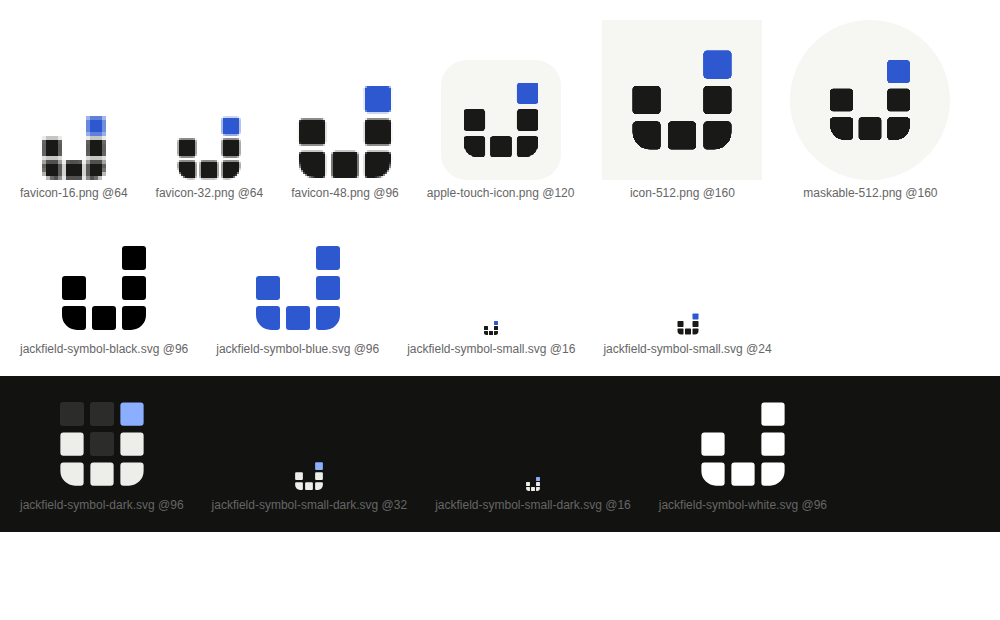 favicon-16.png @64 favicon-32.png @64 favicon-48.png @96 apple-touch-icon.png @120 icon-512.png @160 maskable-512.png @160
jackfield-symbol-black.svg @96 jackfield-symbol-blue.svg @96 jackfield-symbol-small.svg @16 jackfield-symbol-small.svg @24
jackfield-symbol-dark.svg @96 jackfield-symbol-small-dark.svg @32 jackfield-symbol-small-dark.svg @16 jackfield-symbol-white.svg @96